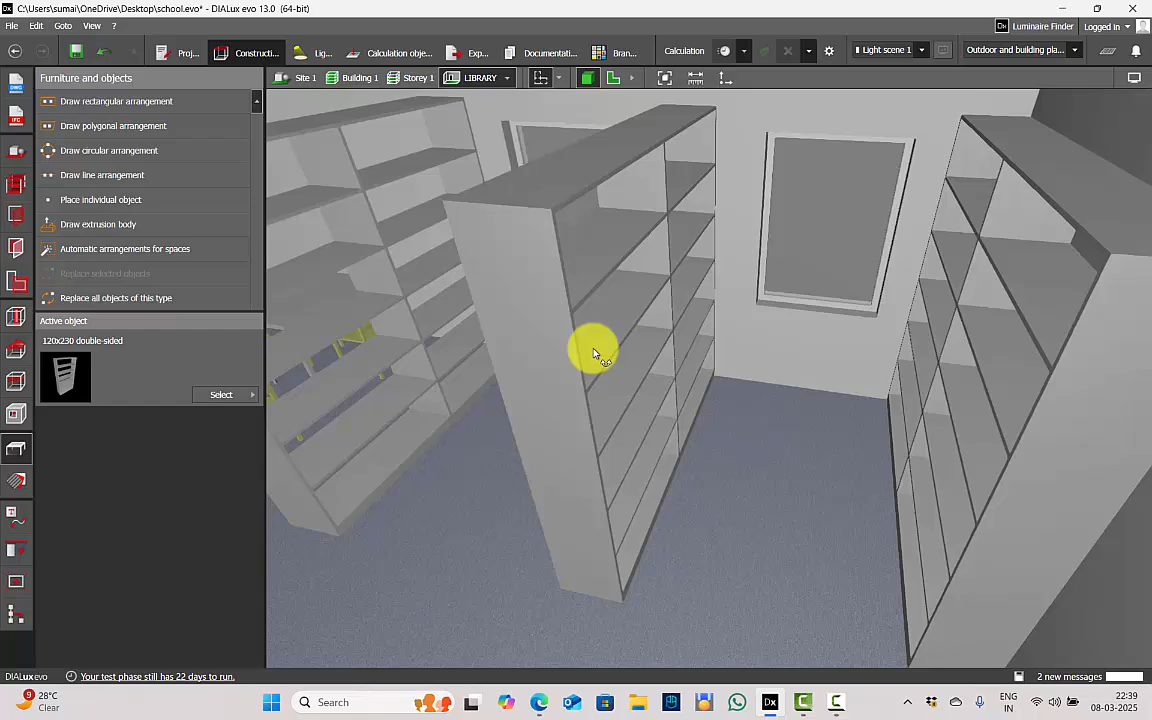 C:\Users\sumai\OneDrive\Desktop\school.evo* - DIALux evo 13.0 (64-bit)
File Edit Goto View ? Luminaire Finder Logged in
Proj... Constructi... Lig... Calculation obje... Exp... Documentati... Bran... Calculation Light scene 1 Outdoor and building pla...
Furniture and objects
Site 1 Building 1 Storey 1 LIBRARY
Draw rectangular arrangement
Draw polygonal arrangement
Draw circular arrangement
Draw line arrangement
Place individual object
Draw extrusion body
Automatic arrangements for spaces
Replace selected objects
Replace all objects of this type
Active object
120x230 double-sided
Select
DIALux evo Your test phase still has 22 days to run. 2 new messages
9 28°C
Clear
Search
ENG
IN
22:39
08-03-2025